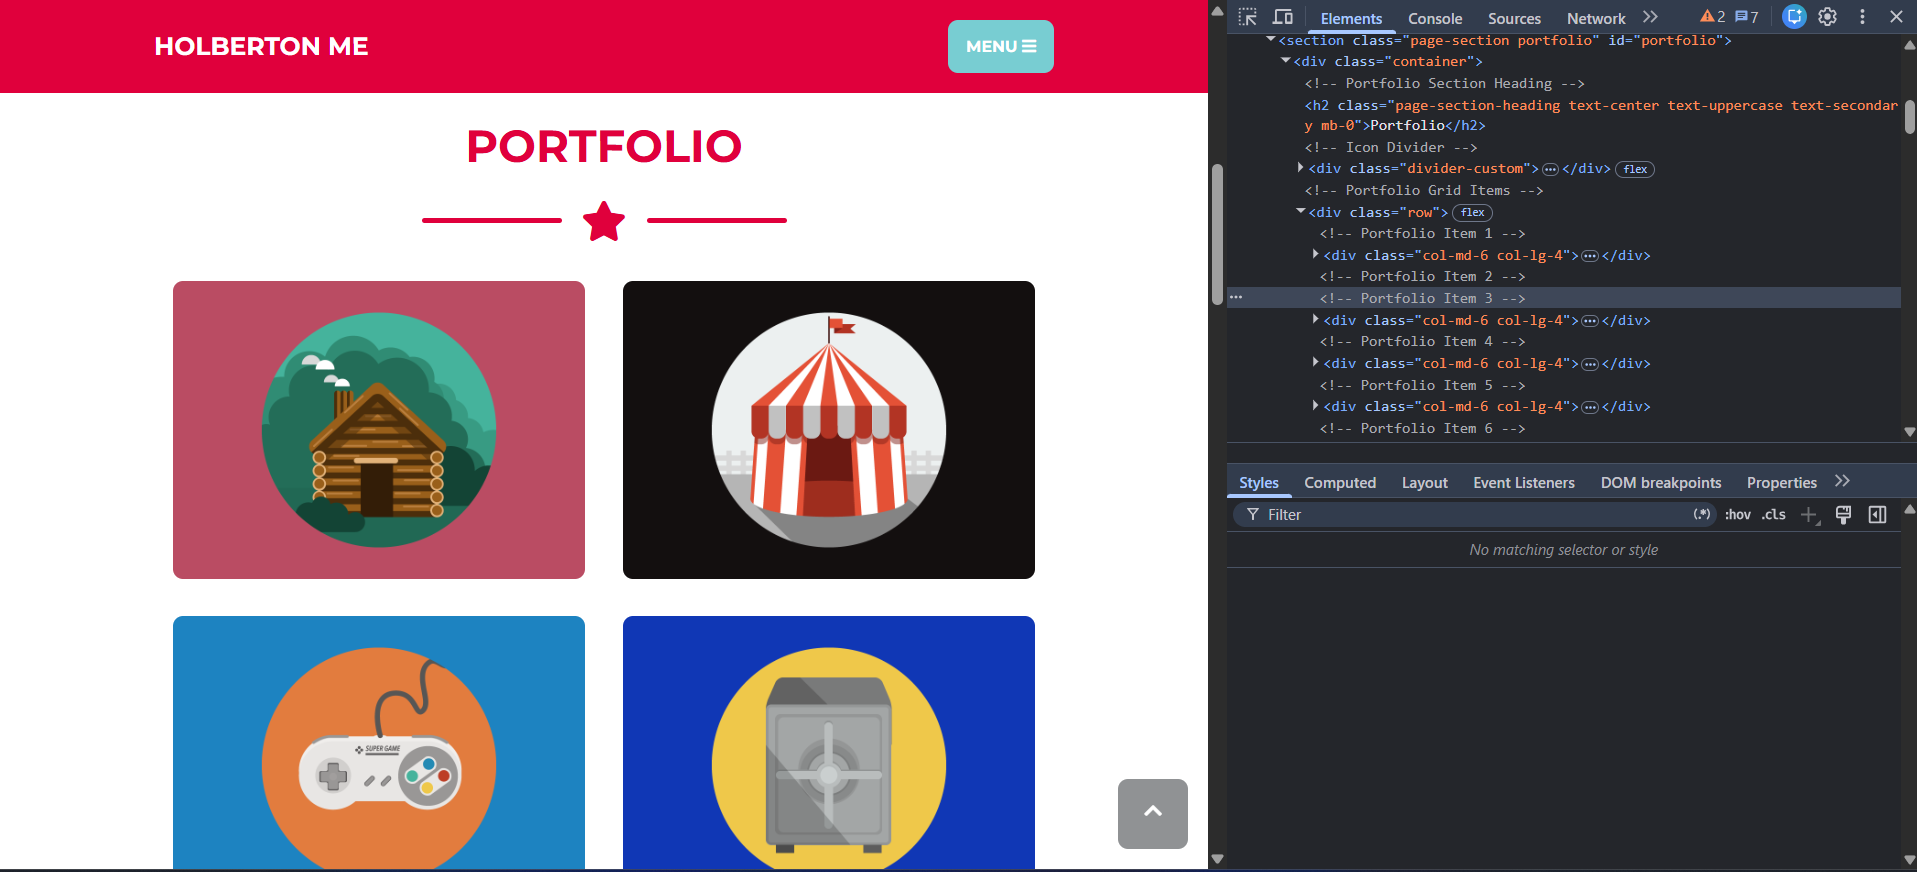 HOLBERTON ME
MENU
PORTFOLIO
SUPER GAME
Elements Console Sources Network 2 7
<section class="page-section portfolio" id="portfolio">
<div class="container">
<!-- Portfolio Section Heading -->
<h2 class="page-section-heading text-center text-uppercase text-secondar
y mb-0">Portfolio</h2>
<!-- Icon Divider -->
<div class="divider-custom">…</div> flex
<!-- Portfolio Grid Items -->
<div class="row"> flex
<!-- Portfolio Item 1 -->
<div class="col-md-6 col-lg-4">…</div>
<!-- Portfolio Item 2 -->
<!-- Portfolio Item 3 -->
<div class="col-md-6 col-lg-4">…</div>
<!-- Portfolio Item 4 -->
<div class="col-md-6 col-lg-4">…</div>
<!-- Portfolio Item 5 -->
<div class="col-md-6 col-lg-4">…</div>
<!-- Portfolio Item 6 -->
Styles Computed Layout Event Listeners DOM breakpoints Properties
Filter (.*) :hov .cls
No matching selector or style